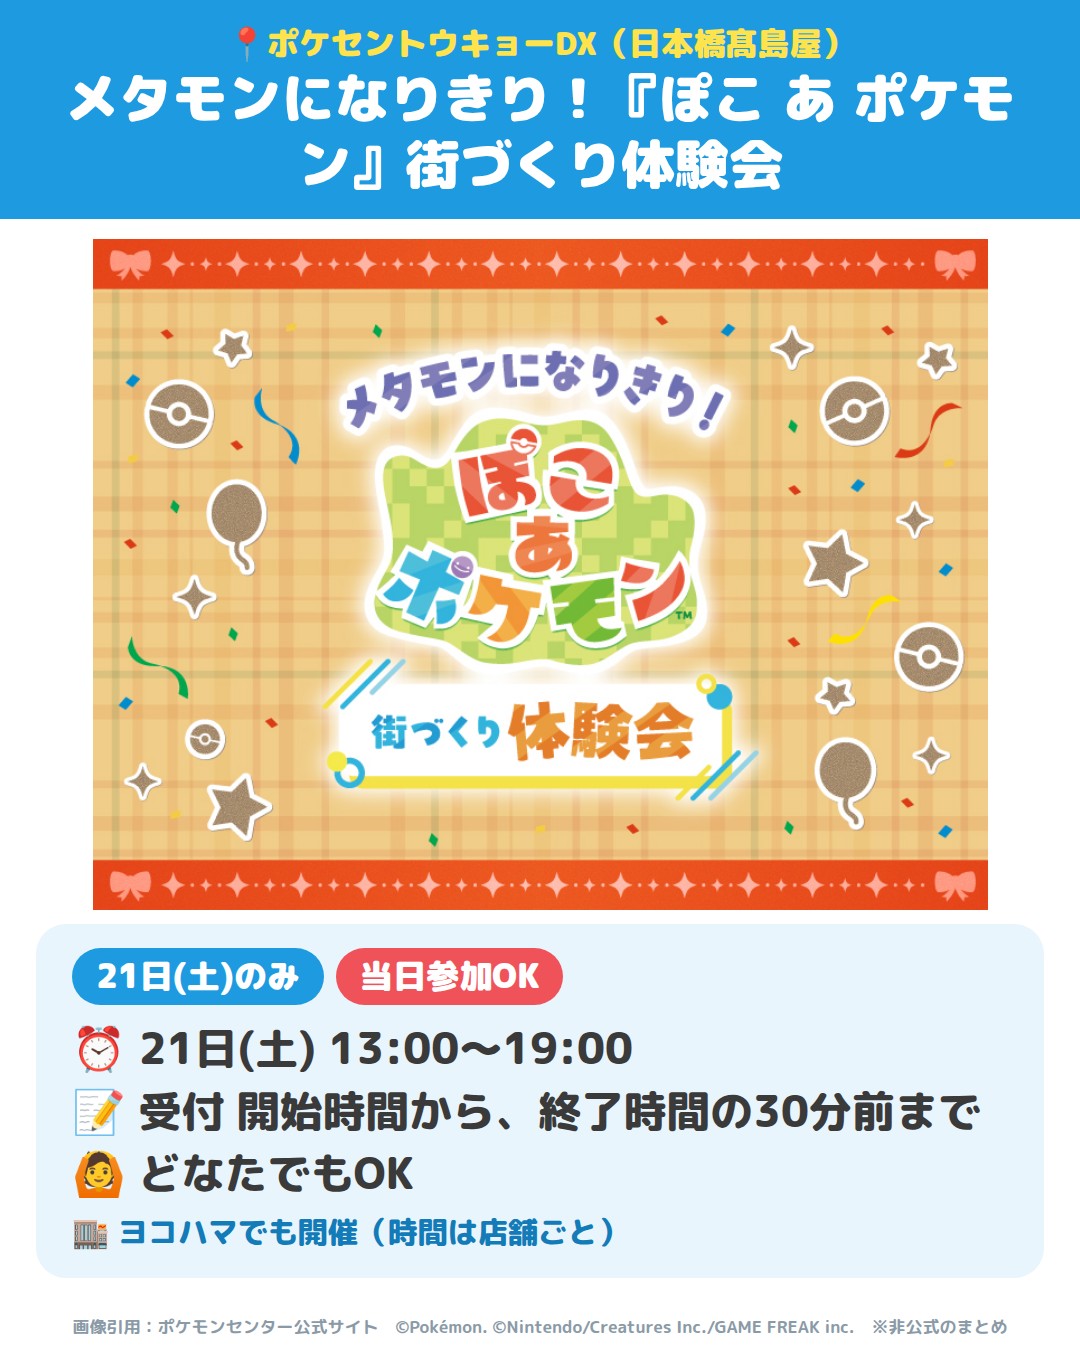 📍ポケセントウキョーDX（日本橋髙島屋）
メタモンになりきり！『ぽこ あ ポケモ
ン』街づくり体験会
メタモンになりきり!
ぽこ
あ
ポケモン™
街づくり体験会
21日(土)のみ 当日参加OK
⏰ 21日(土) 13:00〜19:00
📝 受付 開始時間から、終了時間の30分前まで
🙆 どなたでもOK
🏬 ヨコハマでも開催（時間は店舗ごと）
画像引用：ポケモンセンター公式サイト　©Pokémon. ©Nintendo/Creatures Inc./GAME FREAK inc.　※非公式のまとめ